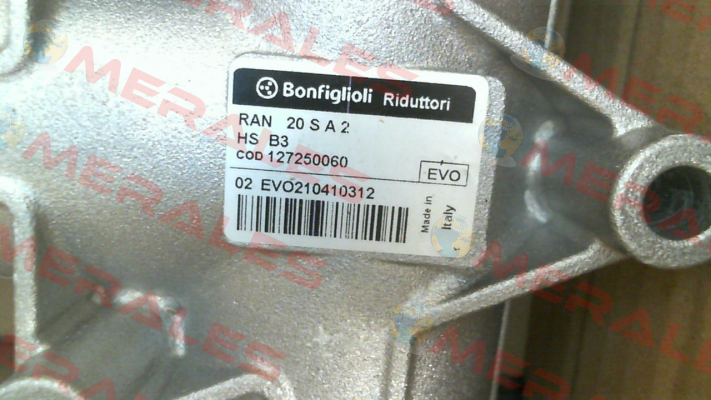 Bonfiglioli Riduttori
RAN 20 S A 2
HS B3
COD 127250060
EVO
02 EVO210410312
Made in
Italy
MERALES
MERALES
MERALES
MERALES
MERALES
MERALES